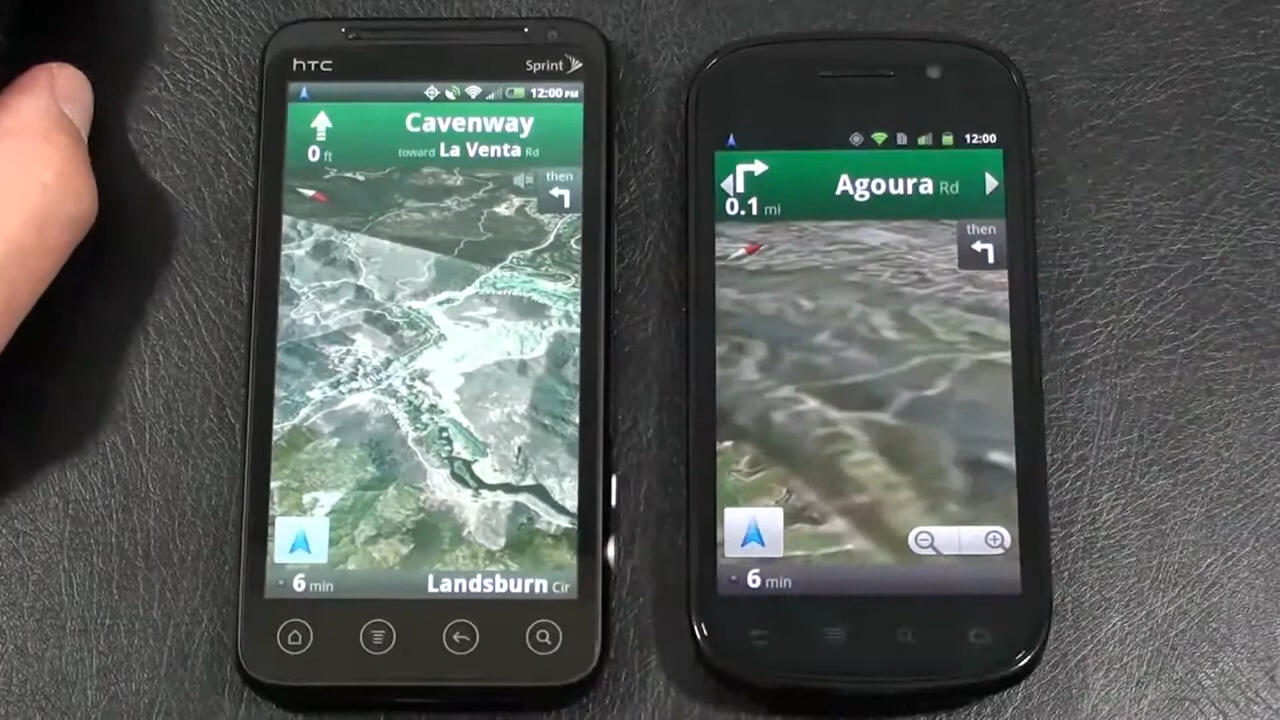 hTC
Sprint
12:00 PM
Cavenway
0 ft
toward La Venta Rd
then
6 min
Landsburn Cir
12:00
Agoura Rd
0.1 mi
then
6 min